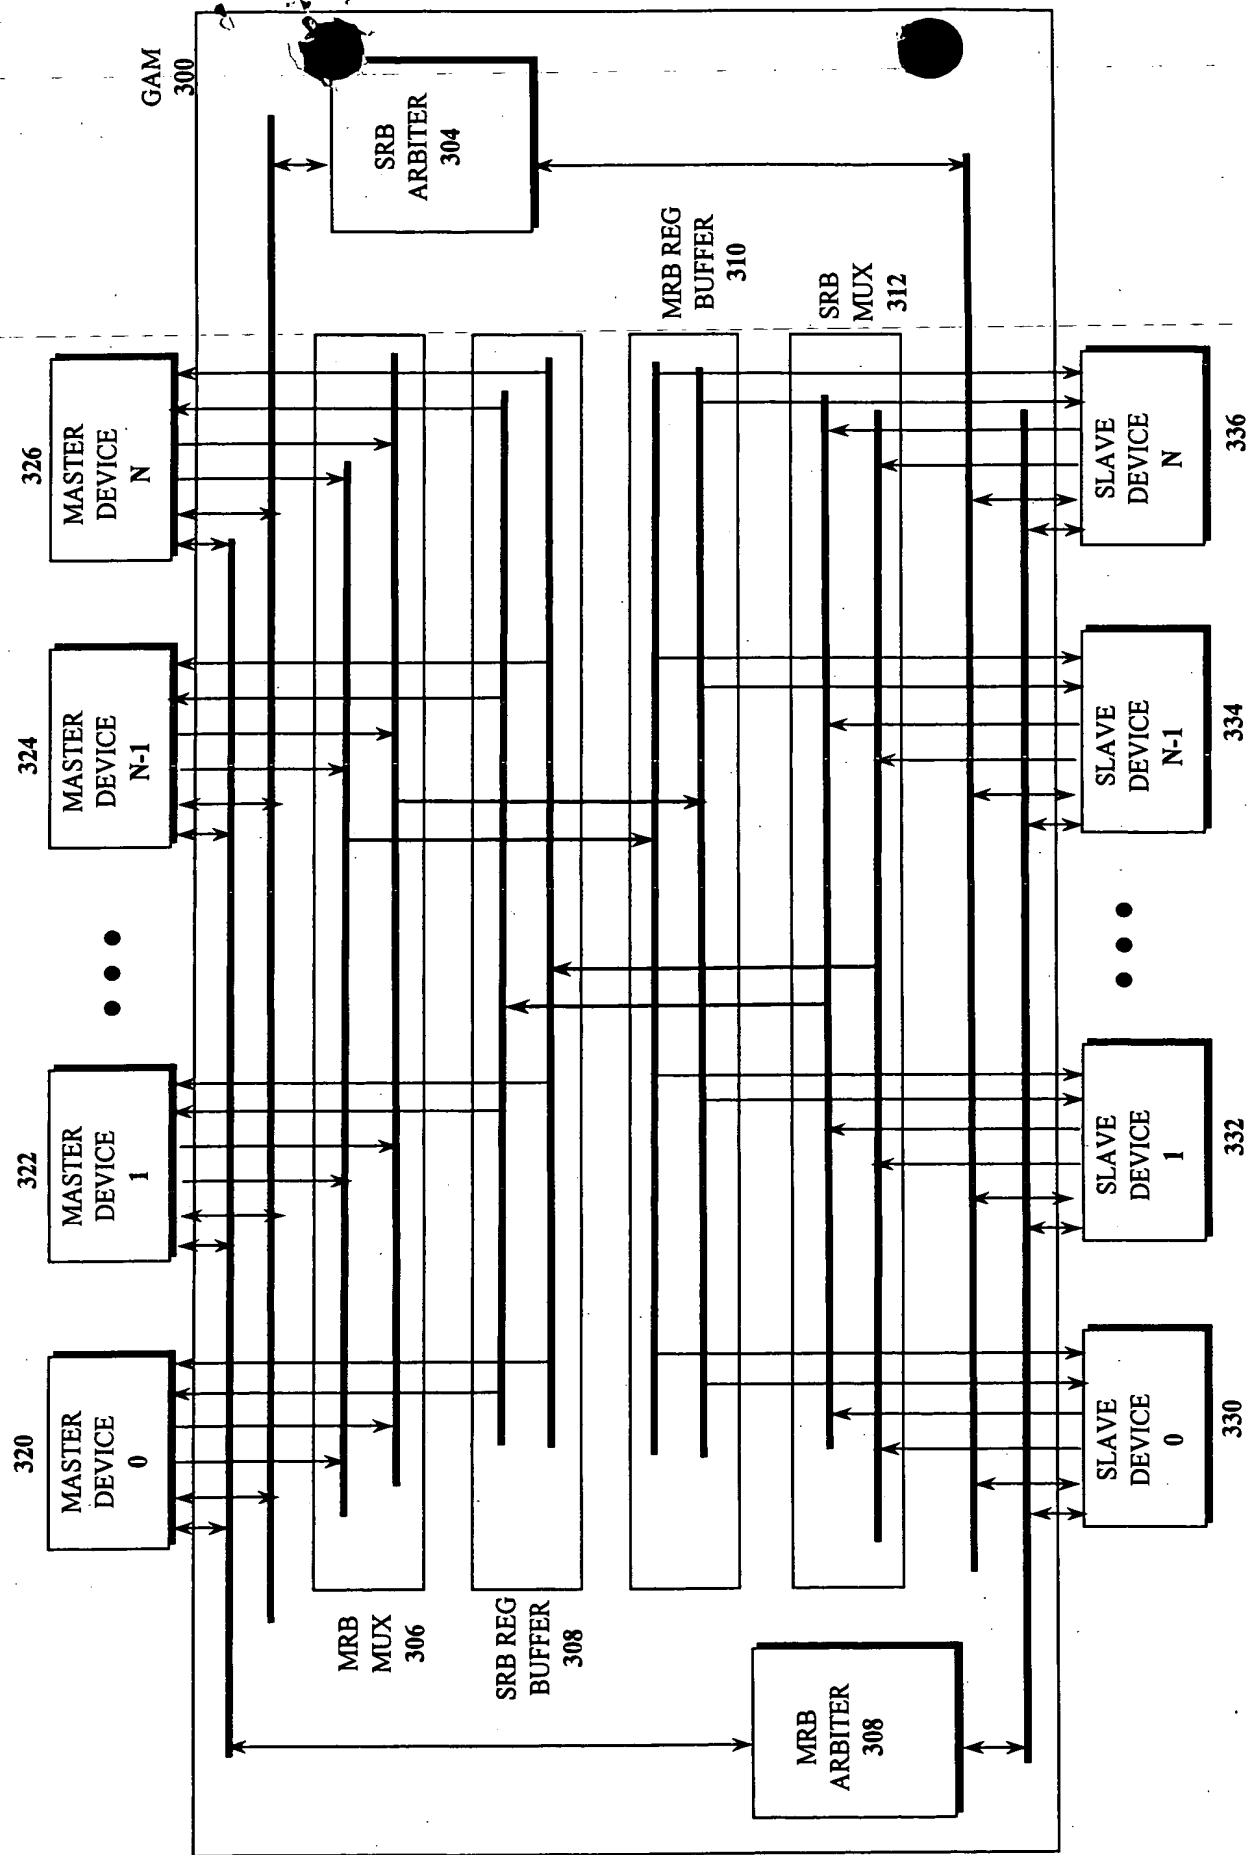 GAM
300
SRB
ARBITER
304
326
MASTER
DEVICE
N
324
MASTER
DEVICE
N-1
322
MASTER
DEVICE
1
320
MASTER
DEVICE
0
MRB
MUX
306
SRB REG
BUFFER
308
MRB REG
BUFFER
310
SRB
MUX
312
MRB
ARBITER
308
SLAVE
DEVICE
N
336
SLAVE
DEVICE
N-1
334
SLAVE
DEVICE
1
332
SLAVE
DEVICE
0
330